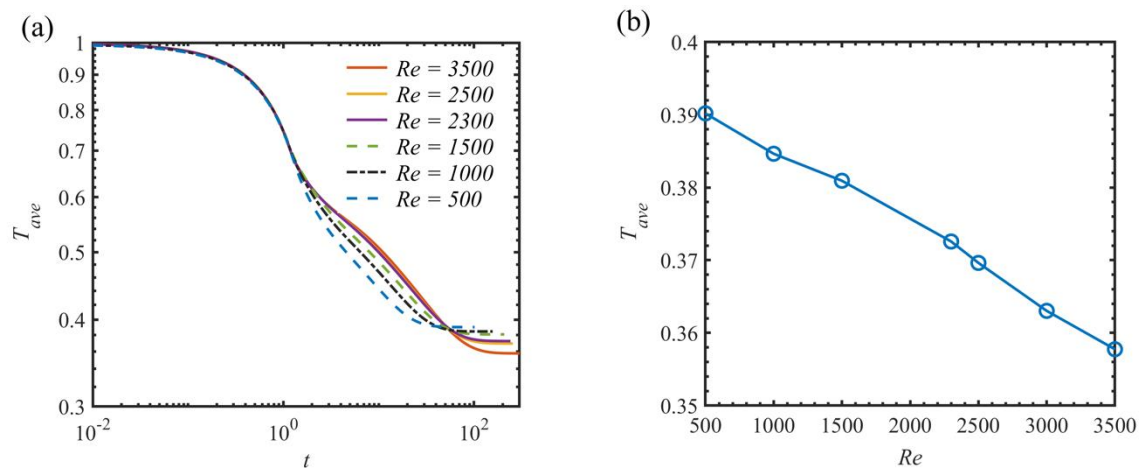 (a)
1
0.9
0.8
0.7
0.6
0.5
0.4
0.3
T_ave
10^-2
10^0
10^2
t
Re = 3500
Re = 2500
Re = 2300
Re = 1500
Re = 1000
Re = 500
(b)
0.4
0.39
0.38
0.37
0.36
0.35
T_ave
500 1000 1500 2000 2500 3000 3500
Re